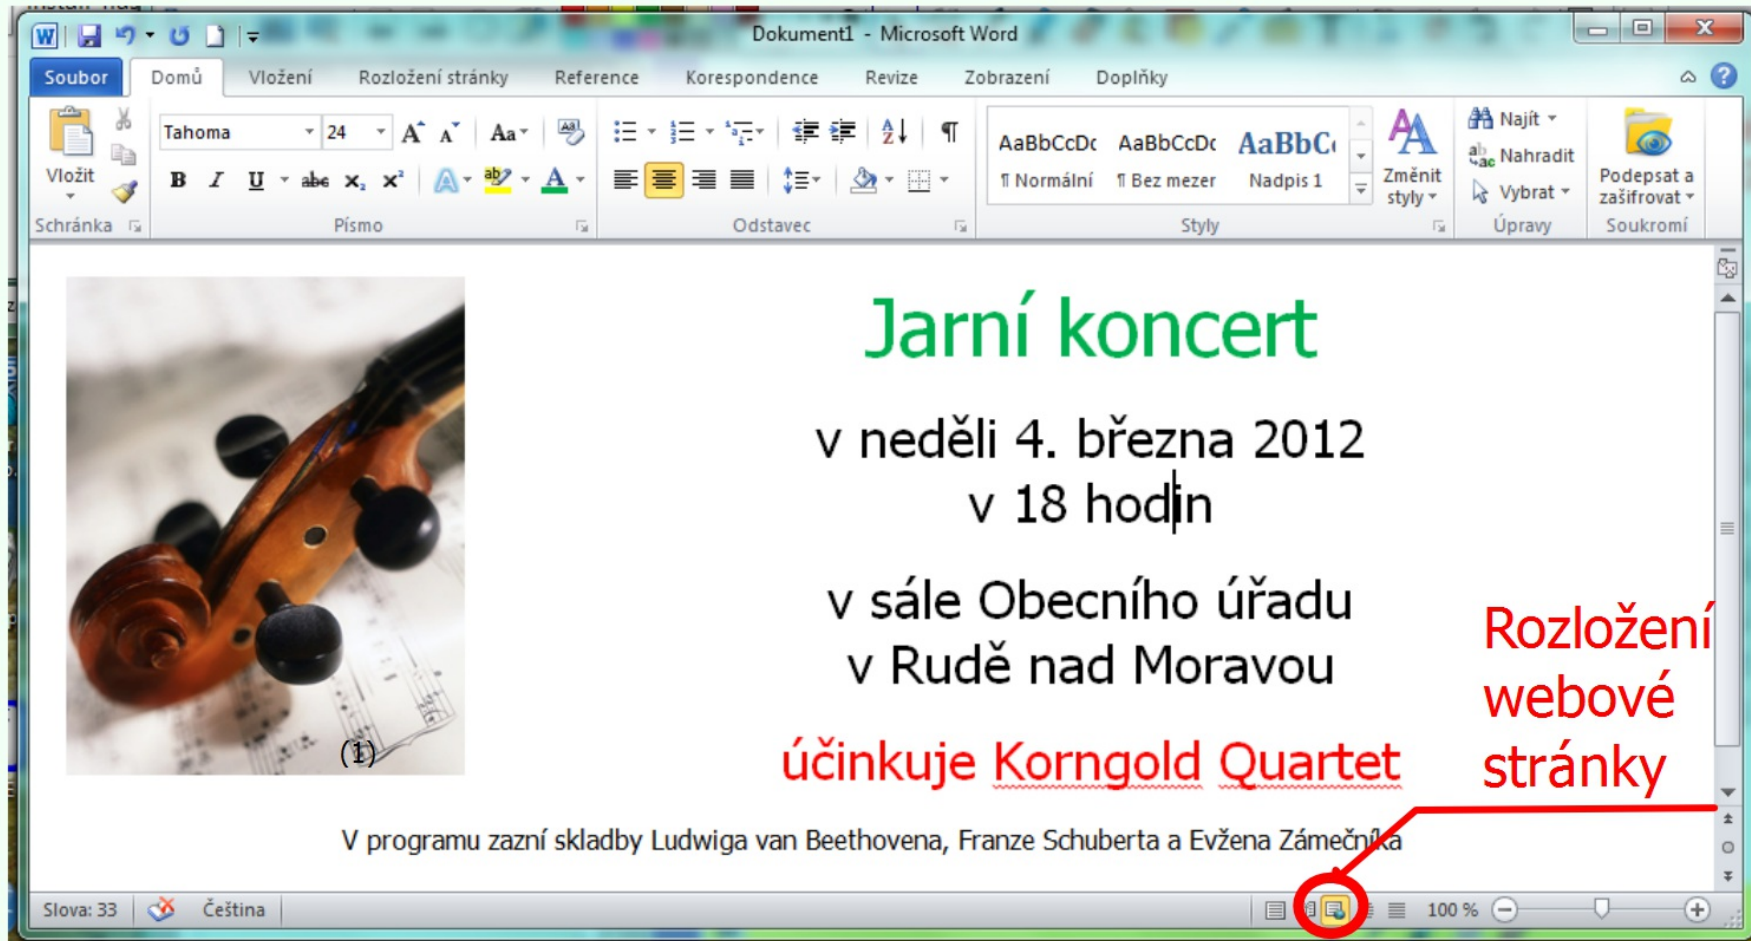 Dokument1 - Microsoft Word
Soubor Domů Vložení Rozložení stránky Reference Korespondence Revize Zobrazení Doplňky
Vložit
Schránka
Tahoma 24
Písmo
Odstavec
AaBbCcDc AaBbCcDc AaBbC
¶ Normální ¶ Bez mezer Nadpis 1
Změnit
styly
Styly
Najít
Nahradit
Vybrat
Úpravy
Podepsat a
zašifrovat
Soukromí
Jarní koncert
v neděli 4. března 2012
v 18 hodin
v sále Obecního úřadu
v Rudě nad Moravou
účinkuje Korngold Quartet
(1)
V programu zazní skladby Ludwiga van Beethovena, Franze Schuberta a Evžena Zámečníka
Rozložení
webové
stránky
Slova: 33 Čeština 100 %